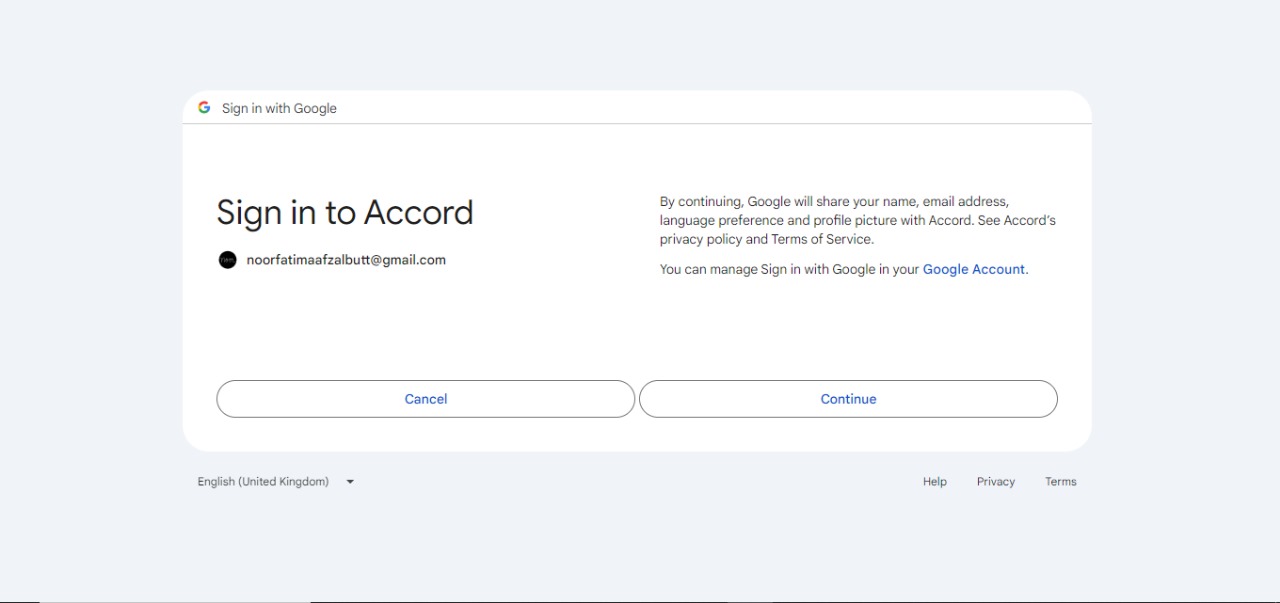 Sign in with Google
Sign in to Accord
noorfatimaafzalbutt@gmail.com
By continuing, Google will share your name, email address,
language preference and profile picture with Accord. See Accord’s
privacy policy and Terms of Service.
You can manage Sign in with Google in your Google Account.
Cancel
Continue
English (United Kingdom)
Help
Privacy
Terms